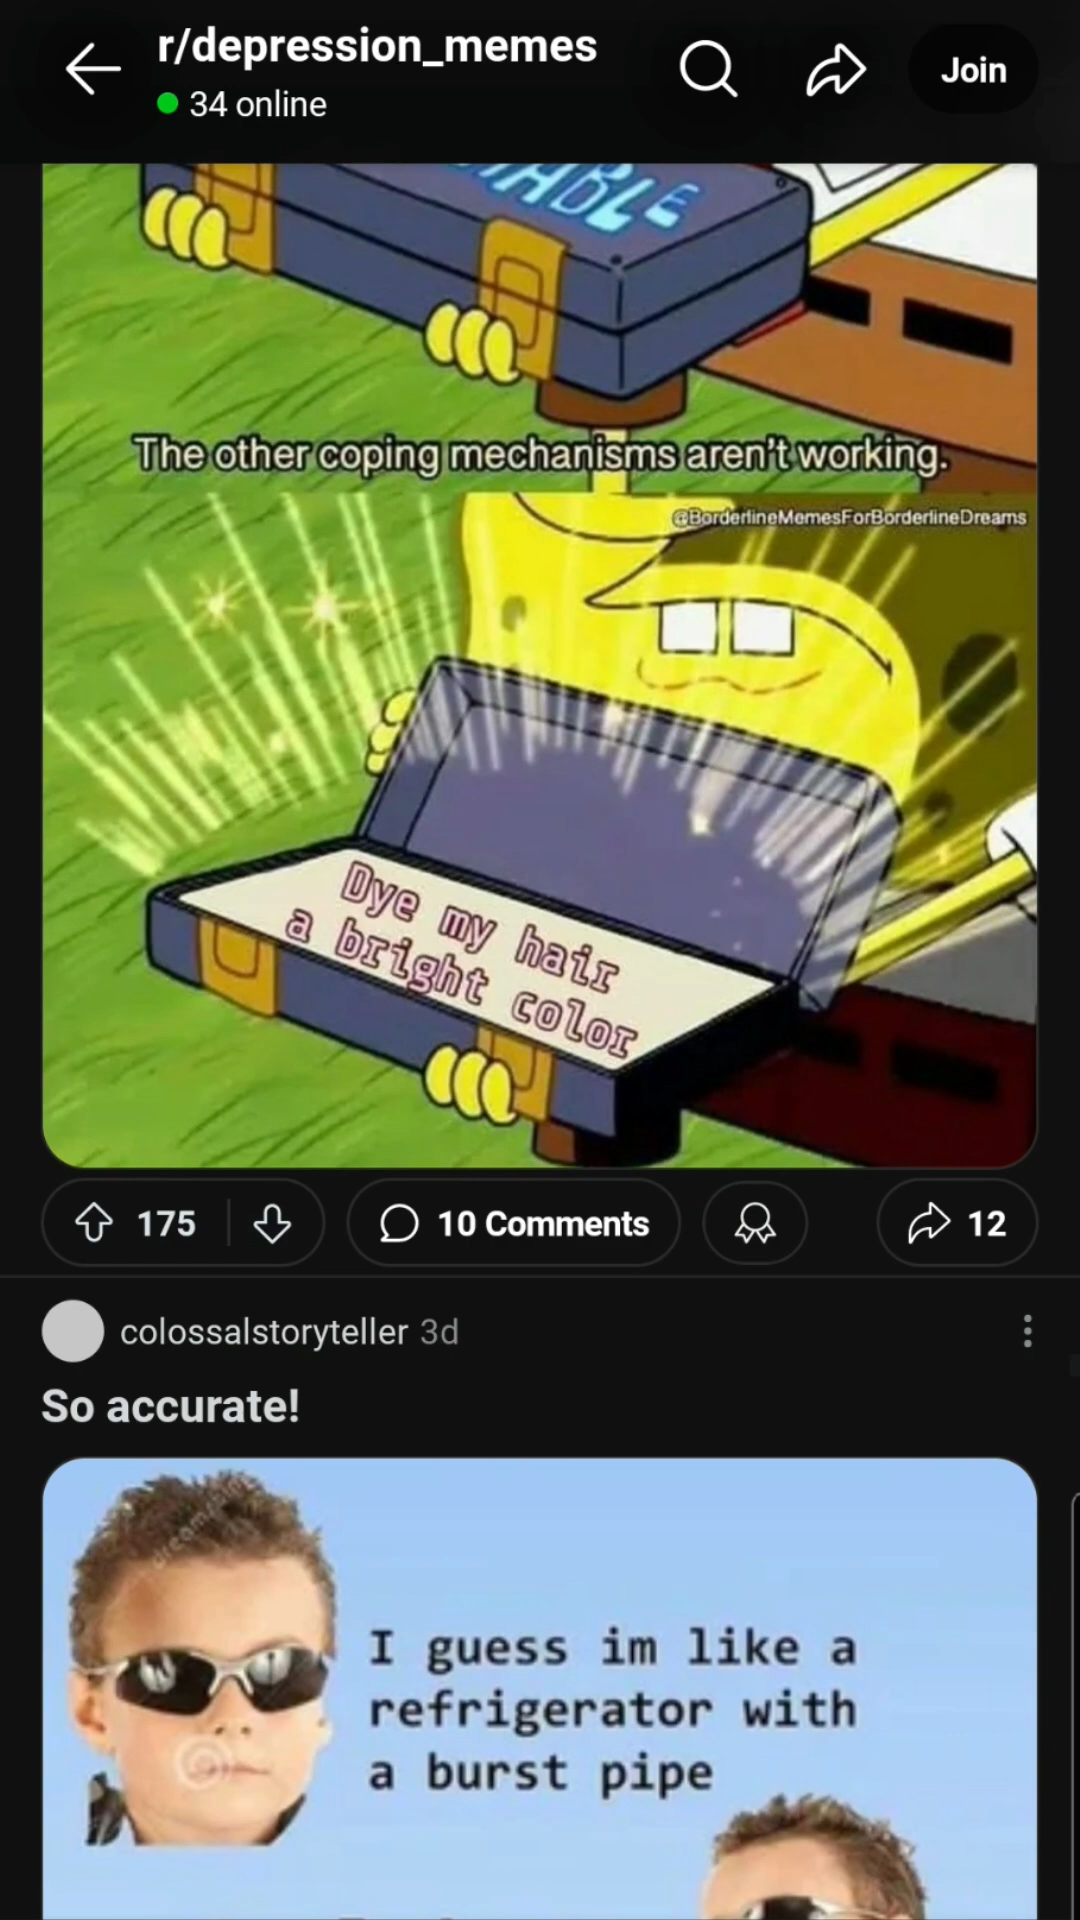 r/depression_memes
34 online
Join
The other coping mechanisms aren't working.
@BorderlineMemesForBorderlineDreams
Dye my hair
a bright color
175
10 Comments
12
colossalstoryteller 3d
So accurate!
I guess im like a
refrigerator with
a burst pipe